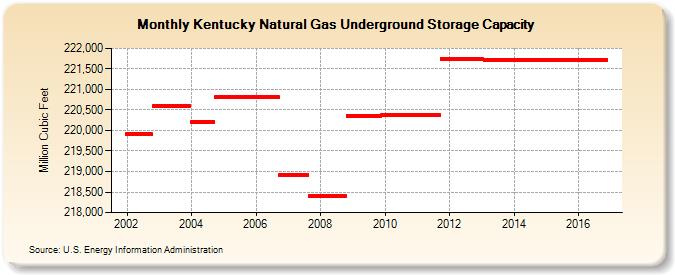 Monthly Kentucky Natural Gas Underground Storage Capacity
Million Cubic Feet
222,000
221,500
221,000
220,500
220,000
219,500
219,000
218,500
218,000
2002 2004 2006 2008 2010 2012 2014 2016
Source: U.S. Energy Information Administration